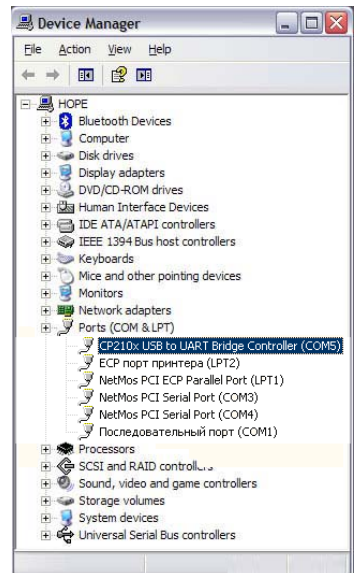 Device Manager
File Action View Help
HOPE
Bluetooth Devices
Computer
Disk drives
Display adapters
DVD/CD-ROM drives
Human Interface Devices
IDE ATA/ATAPI controllers
IEEE 1394 Bus host controllers
Keyboards
Mice and other pointing devices
Monitors
Network adapters
Ports (COM & LPT)
CP210x USB to UART Bridge Controller (COM5)
ECP порт принтера (LPT2)
NetMos PCI ECP Parallel Port (LPT1)
NetMos PCI Serial Port (COM3)
NetMos PCI Serial Port (COM4)
Последовательный порт (COM1)
Processors
SCSI and RAID
Sound, video and game controllers
Storage volumes
System devices
Universal Serial Bus controllers